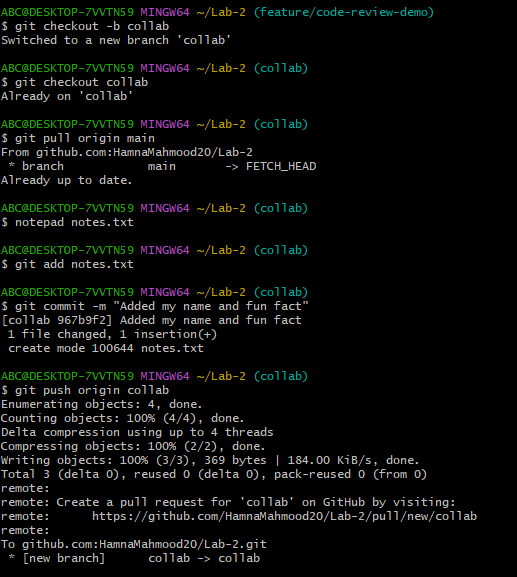 ABC@DESKTOP-7VVTN59 MINGW64 ~/Lab-2 (feature/code-review-demo)
$ git checkout -b collab
Switched to a new branch 'collab'
ABC@DESKTOP-7VVTN59 MINGW64 ~/Lab-2 (collab)
$ git checkout collab
Already on 'collab'
ABC@DESKTOP-7VVTN59 MINGW64 ~/Lab-2 (collab)
$ git pull origin main
From github.com:HamnaMahmood20/Lab-2
 * branch            main       -> FETCH_HEAD
Already up to date.
ABC@DESKTOP-7VVTN59 MINGW64 ~/Lab-2 (collab)
$ notepad notes.txt
ABC@DESKTOP-7VVTN59 MINGW64 ~/Lab-2 (collab)
$ git add notes.txt
ABC@DESKTOP-7VVTN59 MINGW64 ~/Lab-2 (collab)
$ git commit -m "Added my name and fun fact"
[collab 967b9f2] Added my name and fun fact
 1 file changed, 1 insertion(+)
 create mode 100644 notes.txt
ABC@DESKTOP-7VVTN59 MINGW64 ~/Lab-2 (collab)
$ git push origin collab
Enumerating objects: 4, done.
Counting objects: 100% (4/4), done.
Delta compression using up to 4 threads
Compressing objects: 100% (2/2), done.
Writing objects: 100% (3/3), 369 bytes | 184.00 KiB/s, done.
Total 3 (delta 0), reused 0 (delta 0), pack-reused 0 (from 0)
remote:
remote: Create a pull request for 'collab' on GitHub by visiting:
remote:      https://github.com/HamnaMahmood20/Lab-2/pull/new/collab
remote:
To github.com:HamnaMahmood20/Lab-2.git
 * [new branch]      collab -> collab